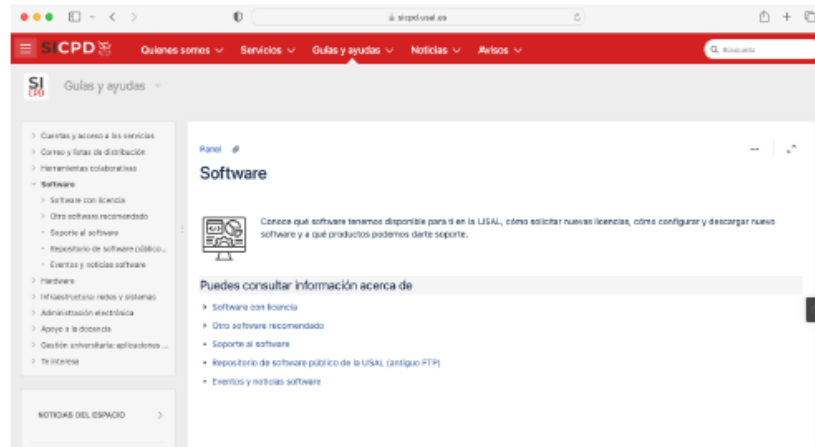 sicpd.usal.es
SICPD
Quienes somos
Servicios
Guías y ayudas
Noticias
Avisos
Búsqueda
SI
CPD
Guías y ayudas
Cuentas y acceso a los servicios
Correo y listas de distribución
Herramientas colaborativas
Software
Software con licencia
Otro software recomendado
Soporte al software
Repositorio de software público...
Eventos y noticias software
Hardware
Infraestructura: redes y sistemas
Administración electrónica
Apoyo a la docencia
Gestión universitaria: aplicaciones ...
Te interesa
NOTICIAS DEL ESPACIO
Panel
Software
Conoce qué software tenemos disponible para ti en la USAL, cómo solicitar nuevas licencias, cómo configurar y descargar nuevo
software y a qué productos podemos darte soporte.
Puedes consultar información acerca de
Software con licencia
Otro software recomendado
Soporte al software
Repositorio de software público de la USAL (antiguo FTP)
Eventos y noticias software